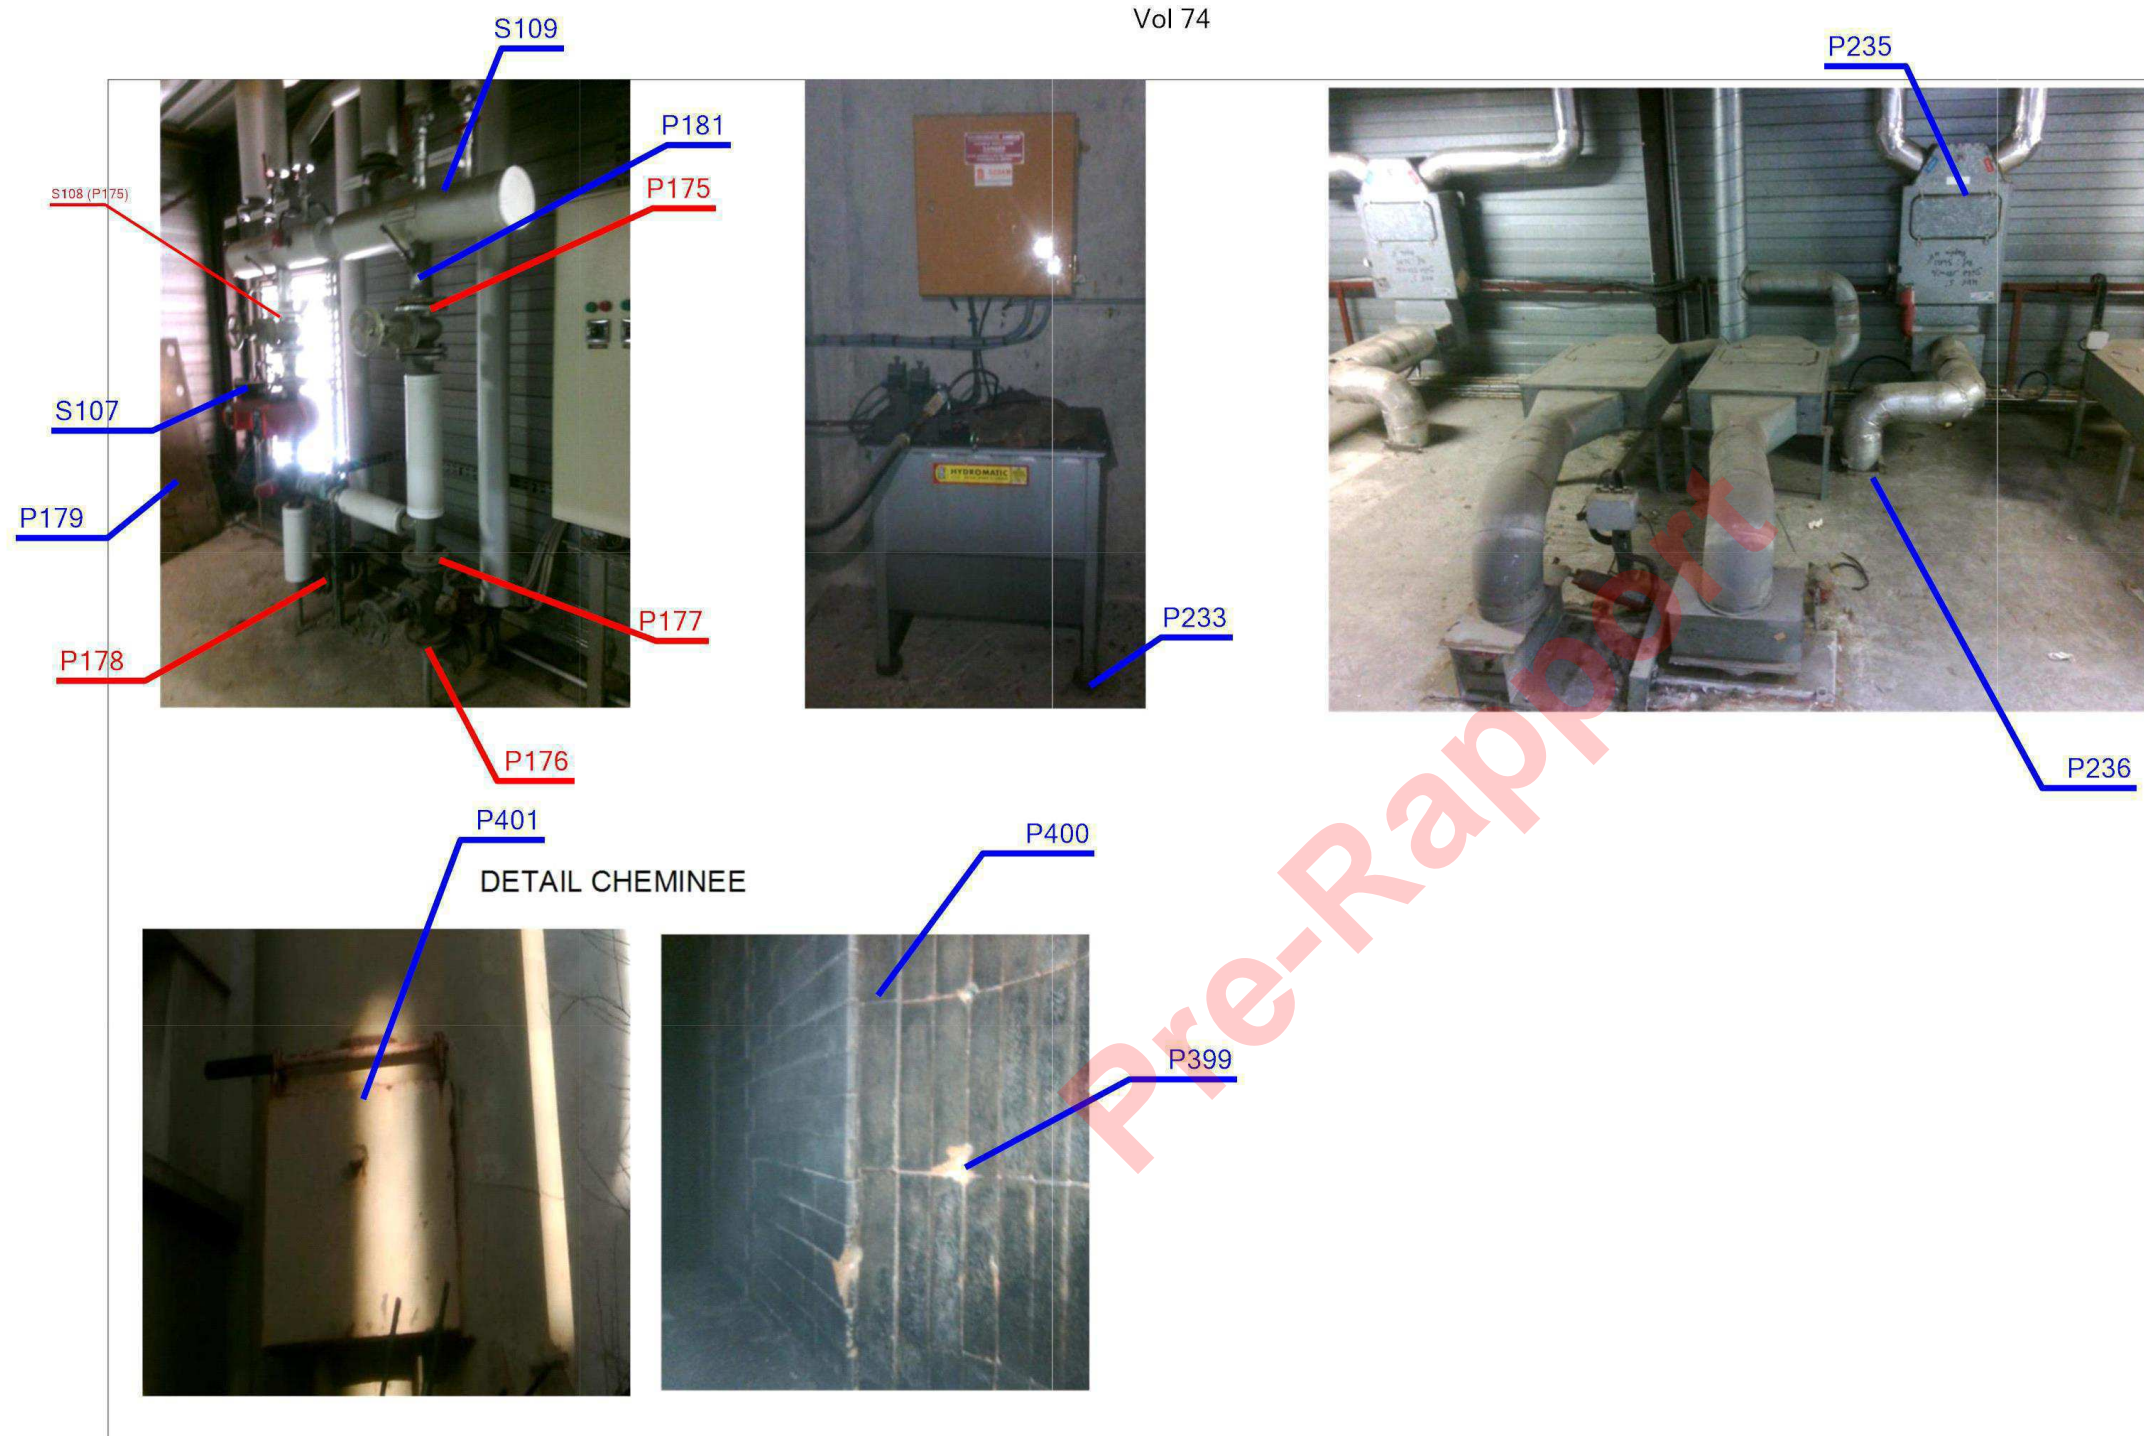 Vol 74
S109
P235
P181
P175
S108 (P175)
S107
P179
P178
P177
P176
HYDROMATIC
P233
P236
P401
P400
DETAIL CHEMINEE
P399
Pre-Rapport